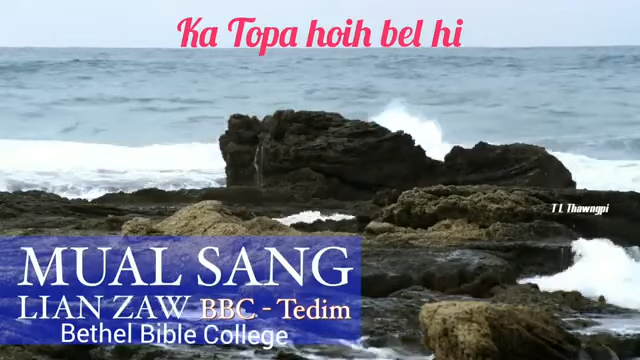 Ka Topa hoih bel hi
T L Thawngpi
MUAL SANG
LIAN ZAW BBC - Tedim
Bethel Bible College